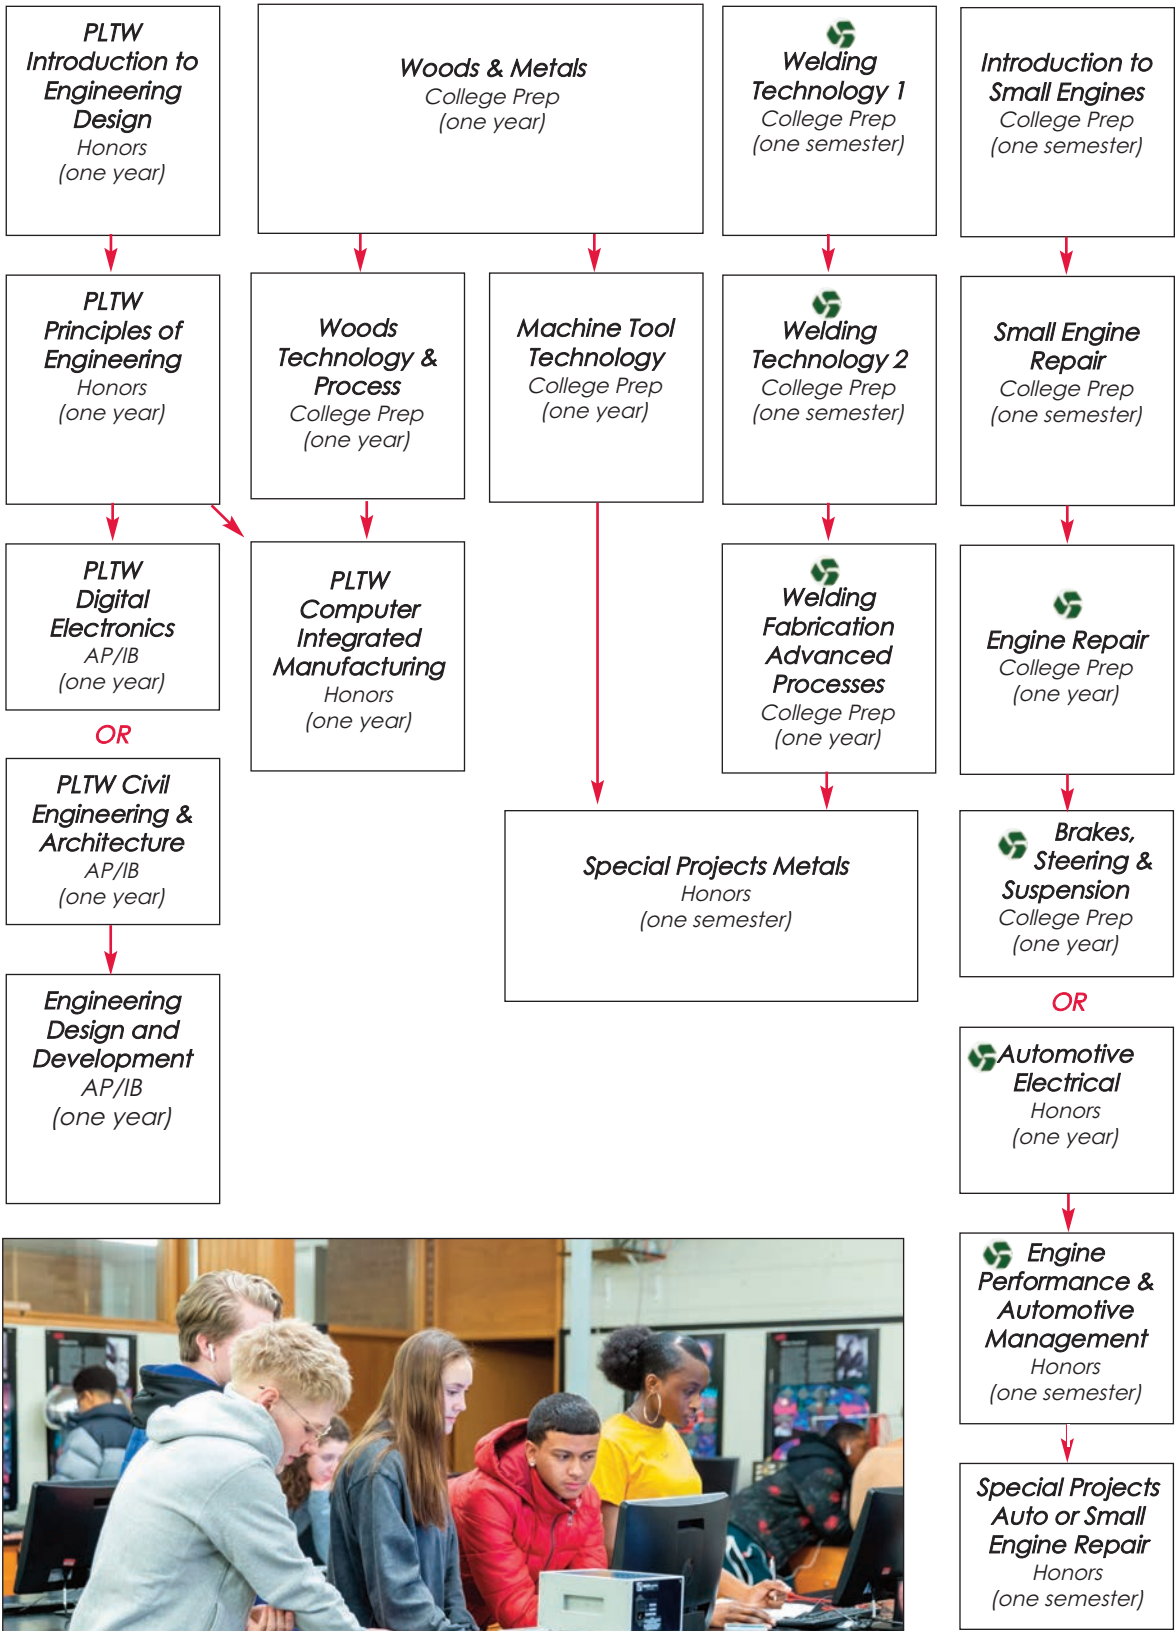 PLTW
Introduction to
Engineering
Design
Honors
(one year)
Woods & Metals
College Prep
(one year)
Welding
Technology 1
College Prep
(one semester)
Introduction to
Small Engines
College Prep
(one semester)
PLTW
Principles of
Engineering
Honors
(one year)
Woods
Technology &
Process
College Prep
(one year)
Machine Tool
Technology
College Prep
(one year)
Welding
Technology 2
College Prep
(one semester)
Small Engine
Repair
College Prep
(one semester)
PLTW
Digital
Electronics
AP/IB
(one year)
OR
PLTW Civil
Engineering &
Architecture
AP/IB
(one year)
PLTW
Computer
Integrated
Manufacturing
Honors
(one year)
Welding
Fabrication
Advanced
Processes
College Prep
(one year)
Engine Repair
College Prep
(one year)
Special Projects Metals
Honors
(one semester)
Brakes,
Steering &
Suspension
College Prep
(one year)
OR
Engineering
Design and
Development
AP/IB
(one year)
Automotive
Electrical
Honors
(one year)
Engine
Performance &
Automotive
Management
Honors
(one semester)
Special Projects
Auto or Small
Engine Repair
Honors
(one semester)